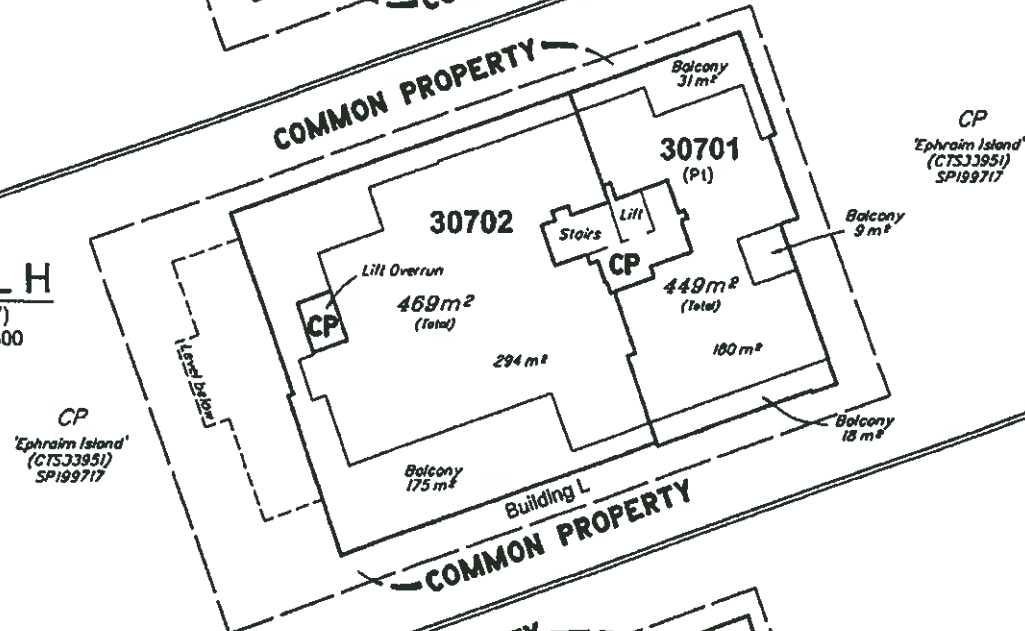 COMMON PROPERTY
Balcony
31m²
30701
(Pt)
CP
'Ephraim Island'
(CTS33951)
SP199717
30702
Lift
Stairs
CP
Balcony
9m²
L H
Lift Overrun
CP
469m²
(Total)
449m²
(Total)
294m²
180m²
Level below
CP
'Ephraim Island'
(CTS33951)
SP199717
Balcony
175m²
Balcony
18m²
Building L
COMMON PROPERTY